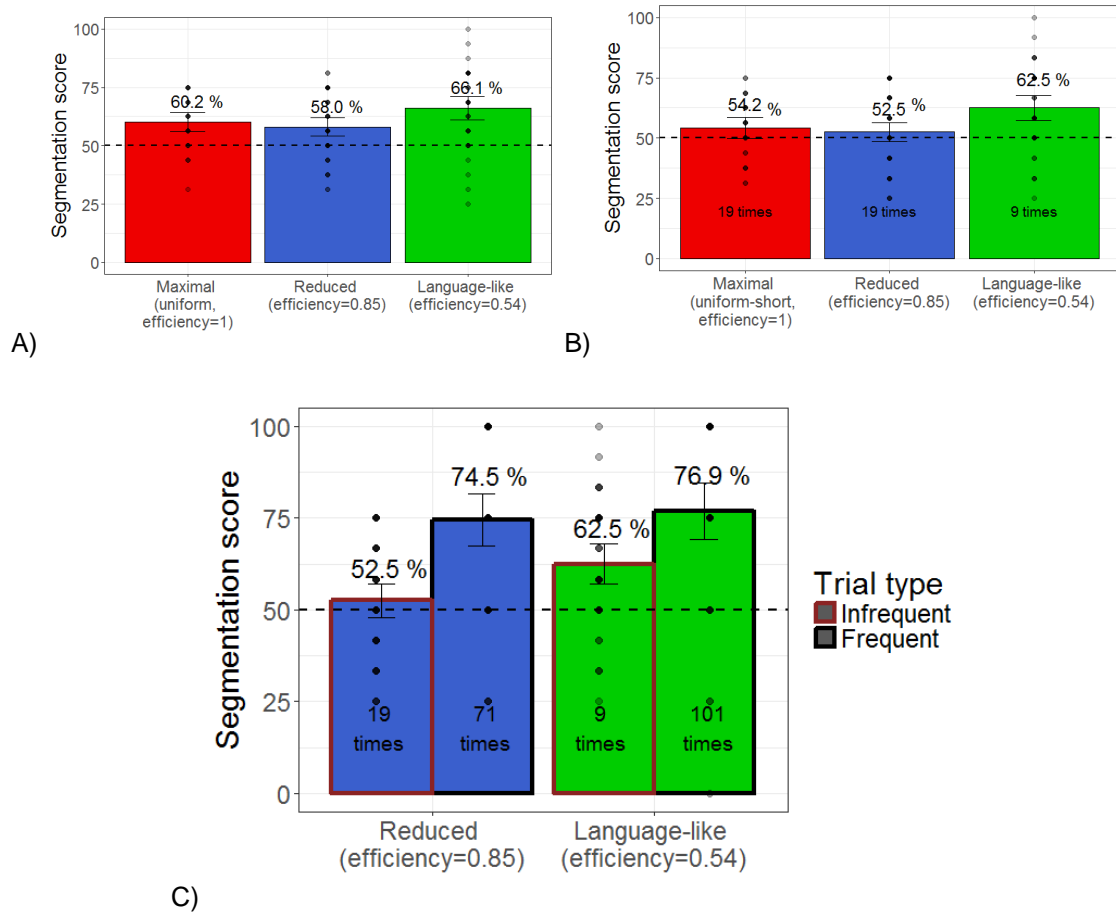 Segmentation score
100
75
50
25
0
60.2 %
58.0 %
66.1 %
Maximal
(uniform,
efficiency=1)
Reduced
(efficiency=0.85)
Language-like
(efficiency=0.54)
A)
Segmentation score
100
75
50
25
0
54.2 %
52.5 %
62.5 %
19 times
19 times
9 times
Maximal
(uniform-short,
efficiency=1)
Reduced
(efficiency=0.85)
Language-like
(efficiency=0.54)
B)
Segmentation score
100
75
50
25
0
52.5 %
74.5 %
62.5 %
76.9 %
19
times
71
times
9
times
101
times
Reduced
(efficiency=0.85)
Language-like
(efficiency=0.54)
Trial type
Infrequent
Frequent
C)